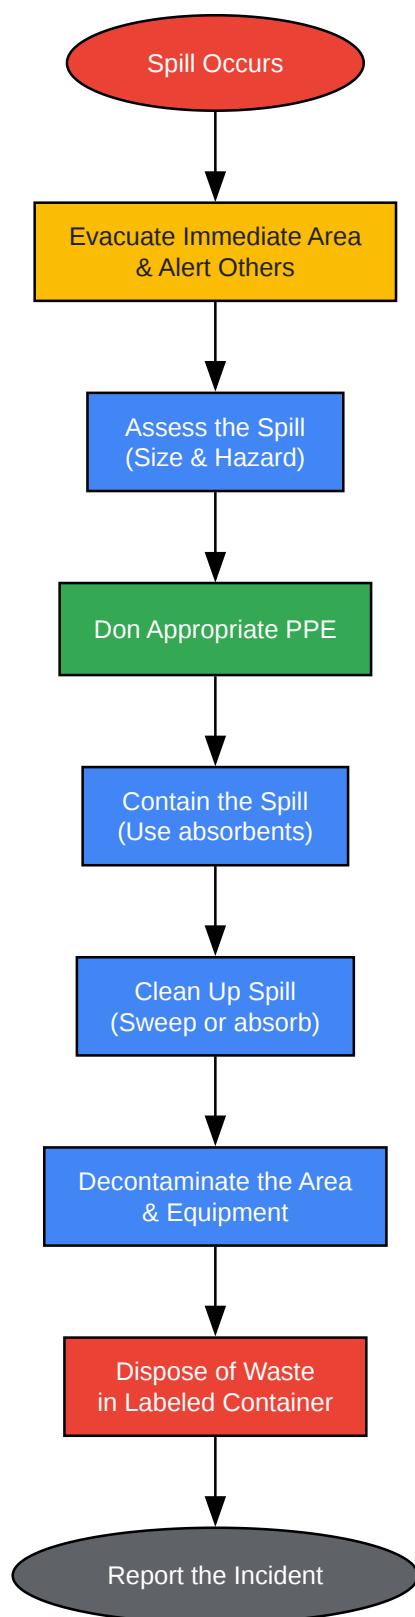 Spill Occurs
Evacuate Immediate Area
& Alert Others
Assess the Spill
(Size & Hazard)
Don Appropriate PPE
Contain the Spill
(Use absorbents)
Clean Up Spill
(Sweep or absorb)
Decontaminate the Area
& Equipment
Dispose of Waste
in Labeled Container
Report the Incident